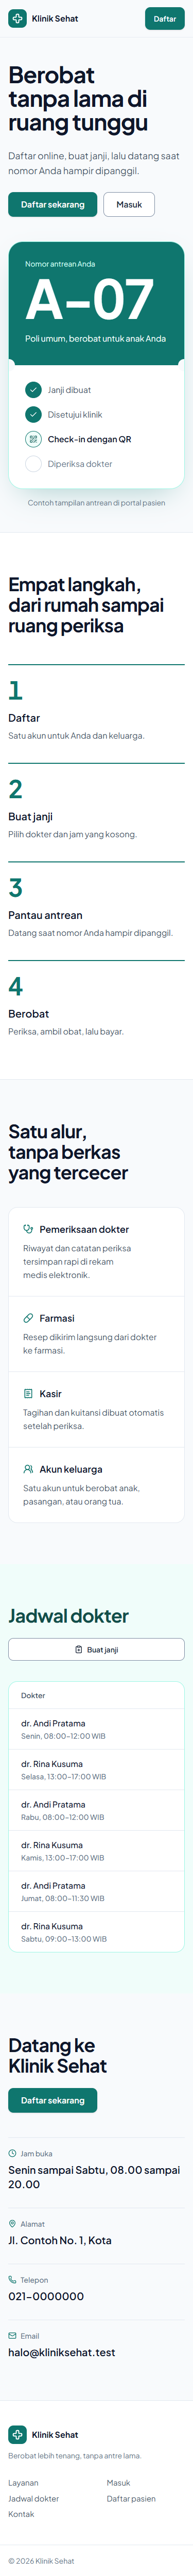 Klinik Sehat
Daftar
Berobat
tanpa lama di
ruang tunggu
Daftar online, buat janji, lalu datang saat
nomor Anda hampir dipanggil.
Daftar sekarang
Masuk
Nomor antrean Anda
A-07
Poli umum, berobat untuk anak Anda
Janji dibuat
Disetujui klinik
Check-in dengan QR
Diperiksa dokter
Contoh tampilan antrean di portal pasien
Empat langkah,
dari rumah sampai
ruang periksa
1
Daftar
Satu akun untuk Anda dan keluarga.
2
Buat janji
Pilih dokter dan jam yang kosong.
3
Pantau antrean
Datang saat nomor Anda hampir dipanggil.
4
Berobat
Periksa, ambil obat, lalu bayar.
Satu alur,
tanpa berkas
yang tercecer
Pemeriksaan dokter
Riwayat dan catatan periksa
tersimpan rapi di rekam
medis elektronik.
Farmasi
Resep dikirim langsung dari dokter
ke farmasi.
Kasir
Tagihan dan kuitansi dibuat otomatis
setelah periksa.
Akun keluarga
Satu akun untuk berobat anak,
pasangan, atau orang tua.
Jadwal dokter
Buat janji
Dokter
dr. Andi Pratama
Senin, 08:00–12:00 WIB
dr. Rina Kusuma
Selasa, 13:00–17:00 WIB
dr. Andi Pratama
Rabu, 08:00–12:00 WIB
dr. Rina Kusuma
Kamis, 13:00–17:00 WIB
dr. Andi Pratama
Jumat, 08:00–11:30 WIB
dr. Rina Kusuma
Sabtu, 09:00–13:00 WIB
Datang ke
Klinik Sehat
Daftar sekarang
Jam buka
Senin sampai Sabtu, 08.00 sampai
20.00
Alamat
Jl. Contoh No. 1, Kota
Telepon
021-0000000
Email
halo@kliniksehat.test
Klinik Sehat
Berobat lebih tenang, tanpa antre lama.
Layanan
Masuk
Jadwal dokter
Daftar pasien
Kontak
© 2026 Klinik Sehat